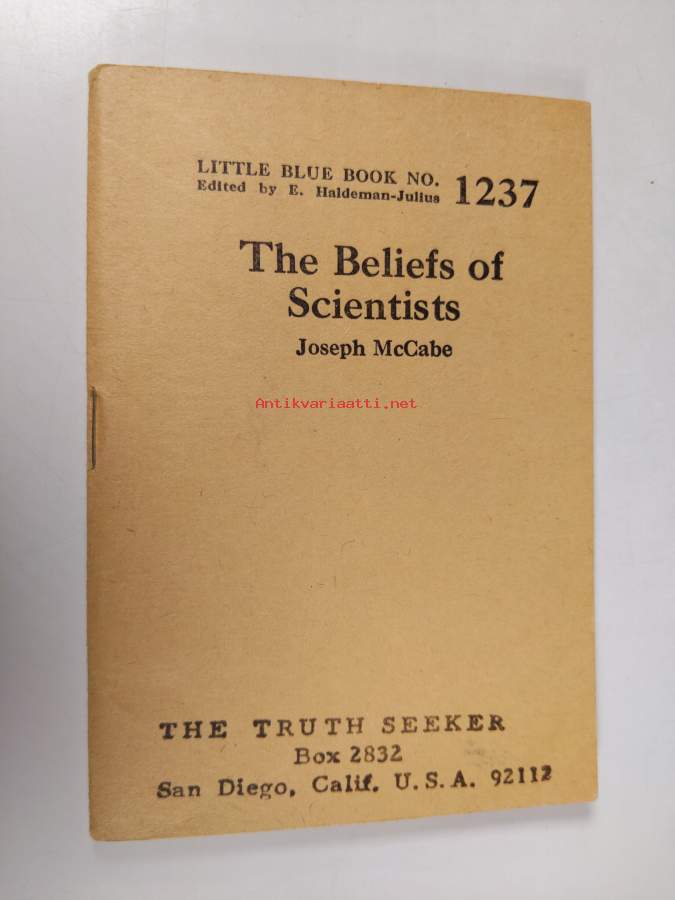 LITTLE BLUE BOOK NO. 1237
Edited by E. Haldeman-Julius
The Beliefs of
Scientists
Joseph McCabe
Antikvariaatti.net
THE TRUTH SEEKER
Box 2832
San Diego, Calif. U.S.A. 92112